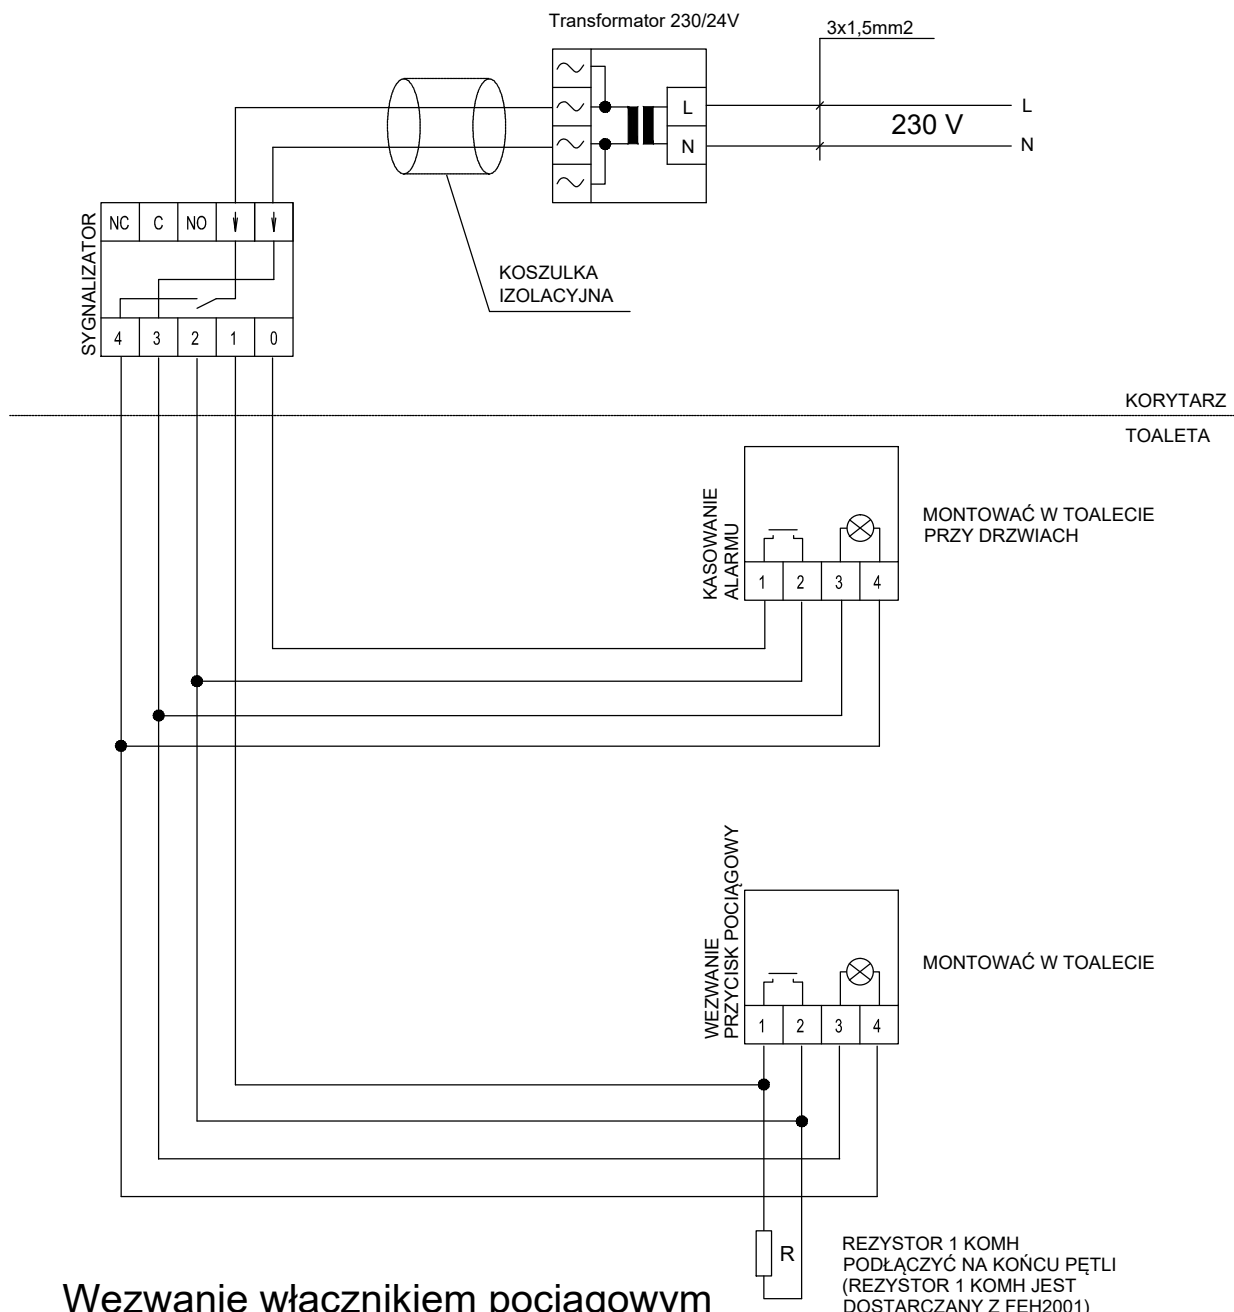 Transformator 230/24V
3x1,5mm2
L
N
230 V
L
N
KOSZULKA
IZOLACYJNA
SYGNALIZATOR
NC C NO
4 3 2 1 0
KORYTARZ
TOALETA
KASOWANIE
ALARMU
1 2 3 4
MONTOWAĆ W TOALECIE
PRZY DRZWIACH
WEZWANIE
PRZYCISK POCIĄGOWY
1 2 3 4
MONTOWAĆ W TOALECIE
R
REZYSTOR 1 KOMH
PODŁĄCZYĆ NA KOŃCU PĘTLI
(REZYSTOR 1 KOMH JEST
DOSTARCZANY Z FEH2001)
Wezwanie włącznikiem pociągowym